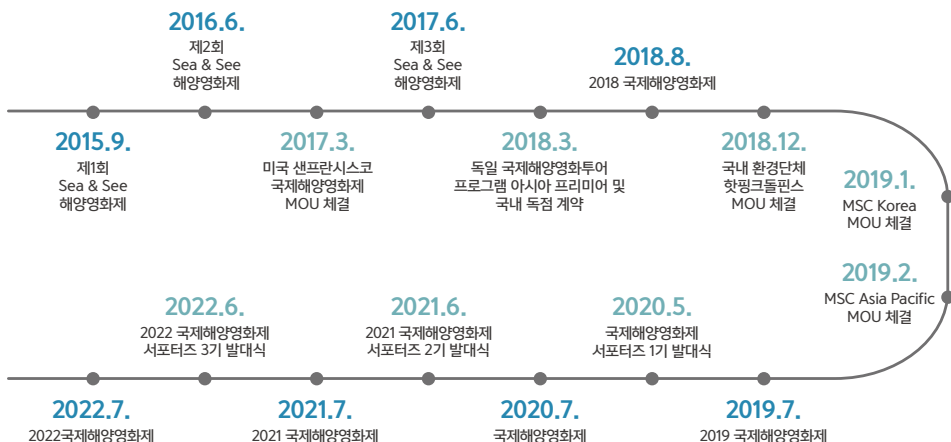 2016.6.
제2회
Sea & See
해양영화제
2017.6.
제3회
Sea & See
해양영화제
2018.8.
2018 국제해양영화제
2015.9.
제1회
Sea & See
해양영화제
2017.3.
미국 샌프란시스코
국제해양영화제
MOU 체결
2018.3.
독일 국제해양영화투어
프로그램 아시아 프리미어 및
국내 독점 계약
2018.12.
국내 환경단체
핫핑크돌핀스
MOU 체결
2019.1.
MSC Korea
MOU 체결
2019.2.
MSC Asia Pacific
MOU 체결
2022.6.
2022 국제해양영화제
서포터즈 3기 발대식
2021.6.
2021 국제해양영화제
서포터즈 2기 발대식
2020.5.
국제해양영화제
서포터즈 1기 발대식
2022.7.
2022국제해양영화제
2021.7.
2021 국제해양영화제
2020.7.
국제해양영화제
2019.7.
2019 국제해양영화제